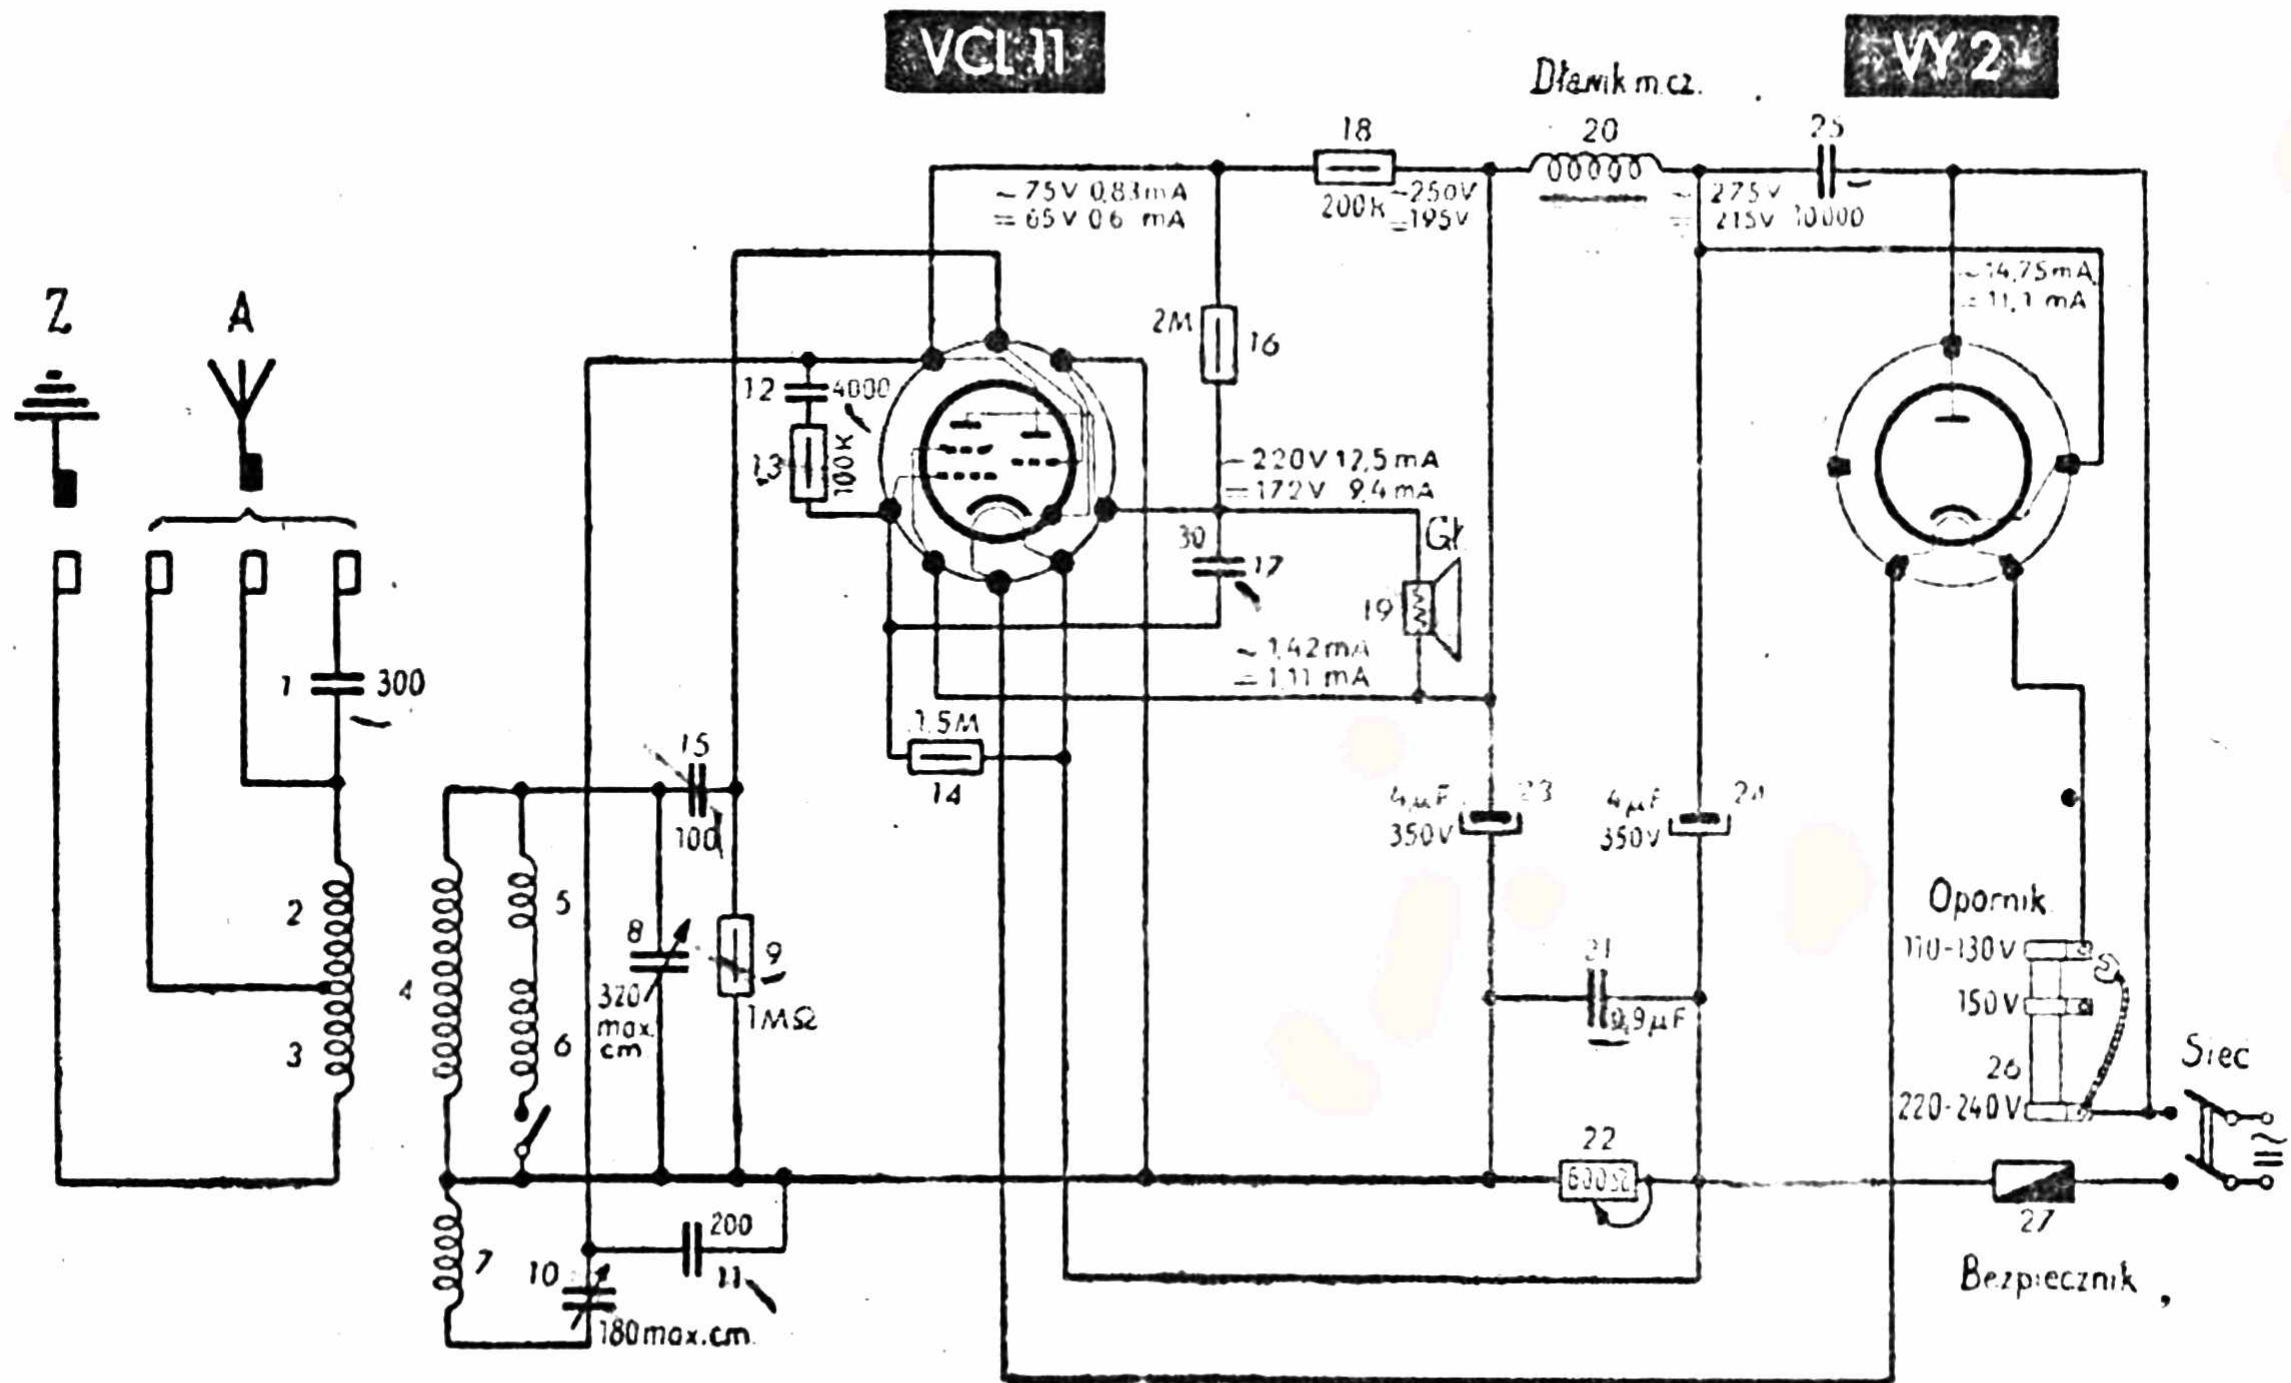 VCL 11
VY 2
Dławik m.cz.
18
20
25
~ 75V 0,83mA
= 65V 06 mA
200K
~250V
=195V
~ 275V
= 215V
10000
~14,75mA
= 11,1 mA
Z
A
2M
16
12
4000
13
100K
~ 220V 12,5mA
= 172V 9,4mA
30
17
Gł.
19
1
300
~ 1,42mA
= 1,11 mA
1.5M
14
15
100
4µF
350V
23
4µF
350V
24
2
5
Opornik
8
9
110-130V
4
320
max.
cm
1MΩ
21
0,9µF
150V
3
6
Siec
26
220-240V
22
600Ω
≂
200
27
7
10
11
Bezpiecznik
180max.cm.